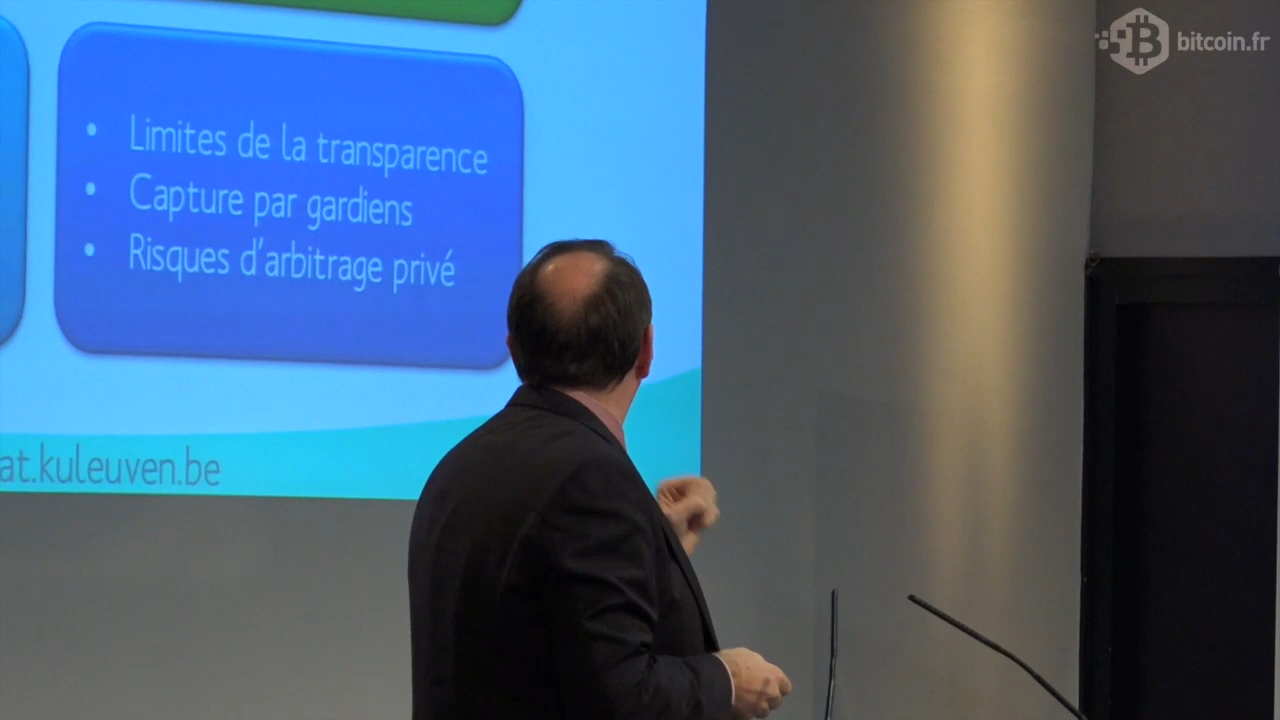 bitcoin.fr
• Limites de la transparence
• Capture par gardiens
• Risques d'arbitrage privé
at.kuleuven.be